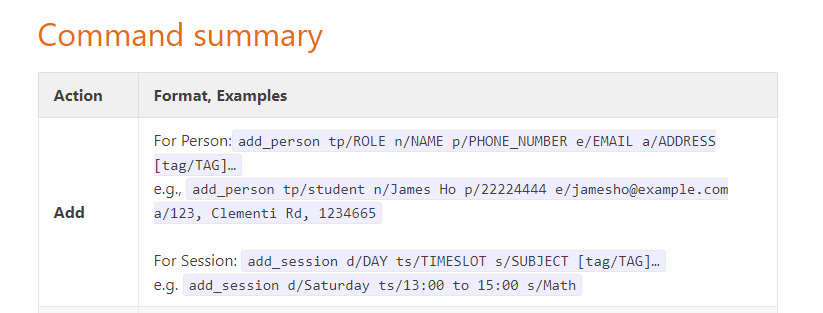 Command summary
Action Format, Examples
For Person: add_person tp/ROLE n/NAME p/PHONE_NUMBER e/EMAIL a/ADDRESS
[tag/TAG]…
e.g., add_person tp/student n/James Ho p/22224444 e/jamesho@example.com
a/123, Clementi Rd, 1234665
Add
For Session: add_session d/DAY ts/TIMESLOT s/SUBJECT [tag/TAG]…
e.g. add_session d/Saturday ts/13:00 to 15:00 s/Math